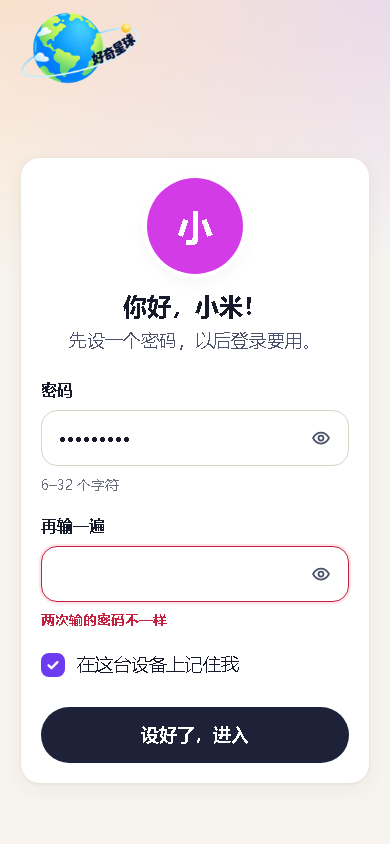 好奇星球
小
你好，小米！
先设一个密码，以后登录要用。
密码
•••••••••
6–32 个字符
再输一遍
两次输的密码不一样
在这台设备上记住我
设好了，进入